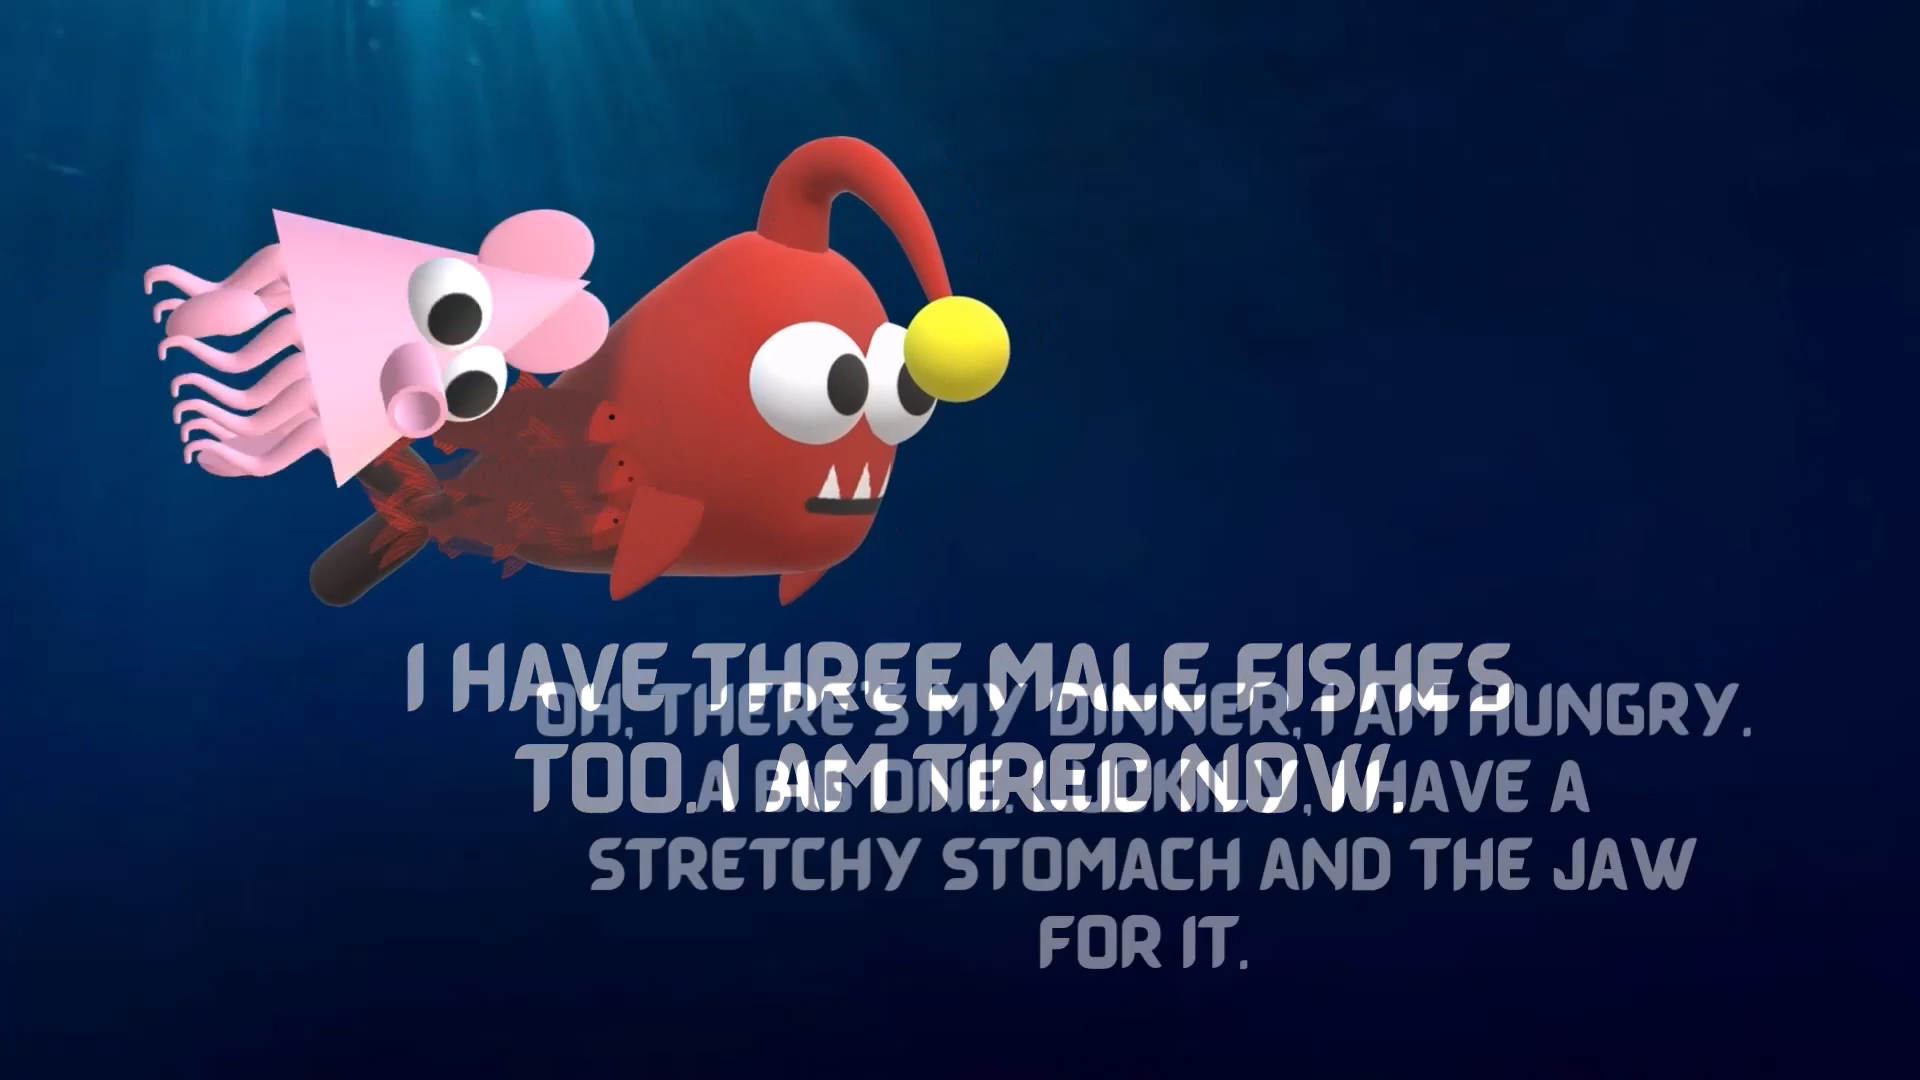 I HAVE THREE MALE FISHES
TOO. I AM TIRED NOW.
OH, THERE'S MY DINNER, I AM HUNGRY.
A BIG ONE. LUCKILY, I HAVE A
STRETCHY STOMACH AND THE JAW
FOR IT.